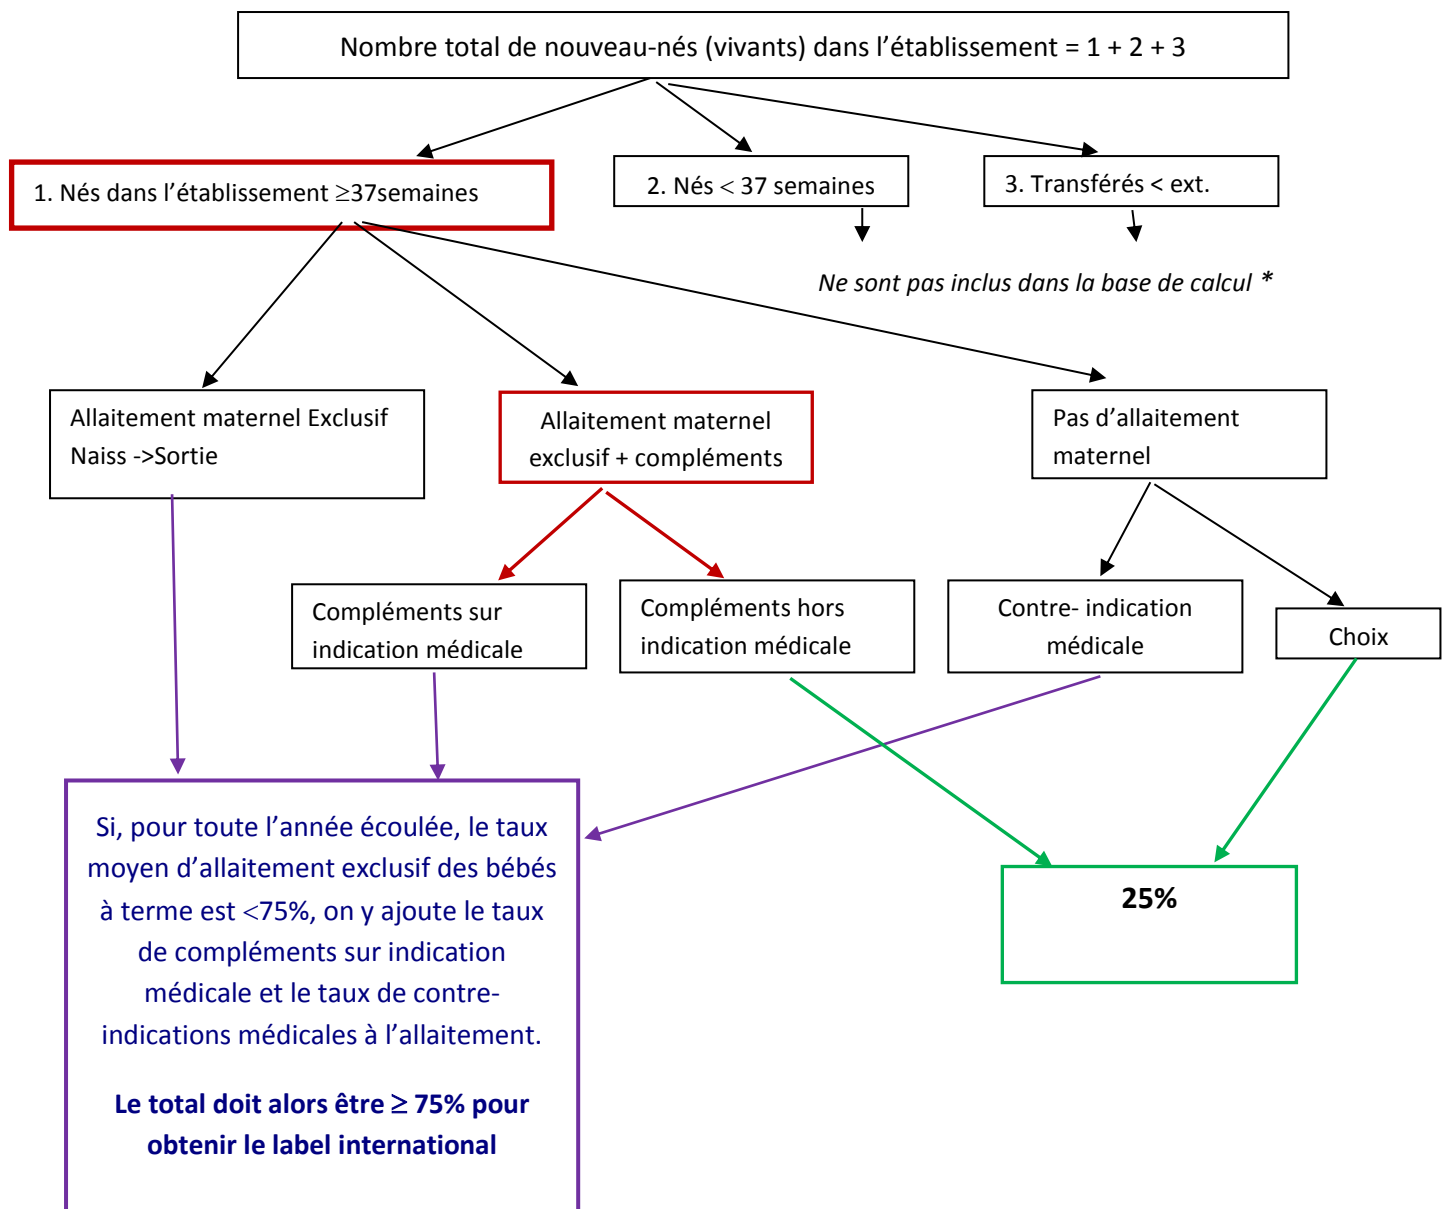 Nombre total de nouveau-nés (vivants) dans l’établissement = 1 + 2 + 3
1. Nés dans l’établissement ≥37semaines
2. Nés < 37 semaines
3. Transférés < ext.
Ne sont pas inclus dans la base de calcul *
Allaitement maternel Exclusif
Naiss ->Sortie
Allaitement maternel
exclusif + compléments
Pas d’allaitement
maternel
Compléments sur
indication médicale
Compléments hors
indication médicale
Contre- indication
médicale
Choix
Si, pour toute l’année écoulée, le taux
moyen d’allaitement exclusif des bébés
à terme est <75%, on y ajoute le taux
de compléments sur indication
médicale et le taux de contre-
indications médicales à l’allaitement.
Le total doit alors être ≥ 75% pour
obtenir le label international
25%